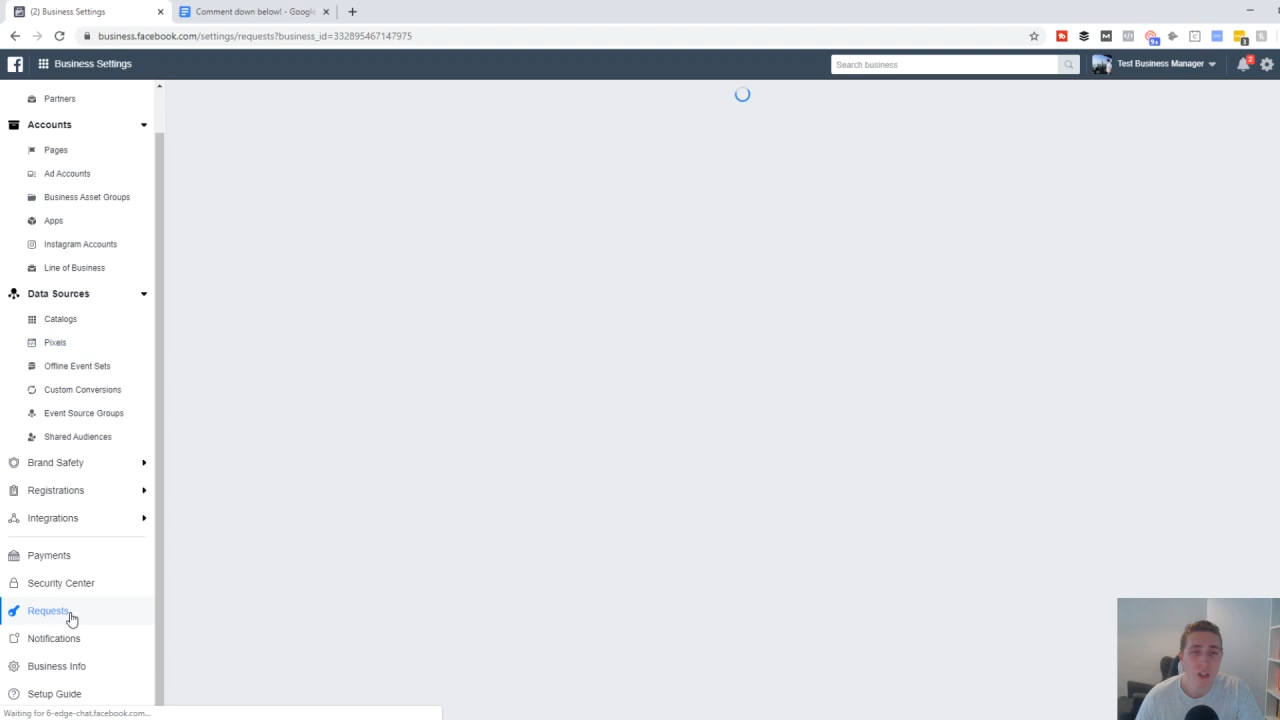 (2) Business Settings
Comment down below! - Google
business.facebook.com/settings/requests?business_id=332895467147975
Business Settings
Search business
Test Business Manager
2
Partners
Accounts
Pages
Ad Accounts
Business Asset Groups
Apps
Instagram Accounts
Line of Business
Data Sources
Catalogs
Pixels
Offline Event Sets
Custom Conversions
Event Source Groups
Shared Audiences
Brand Safety
Registrations
Integrations
Payments
Security Center
Requests
Notifications
Business Info
Setup Guide
Waiting for 6-edge-chat.facebook.com...